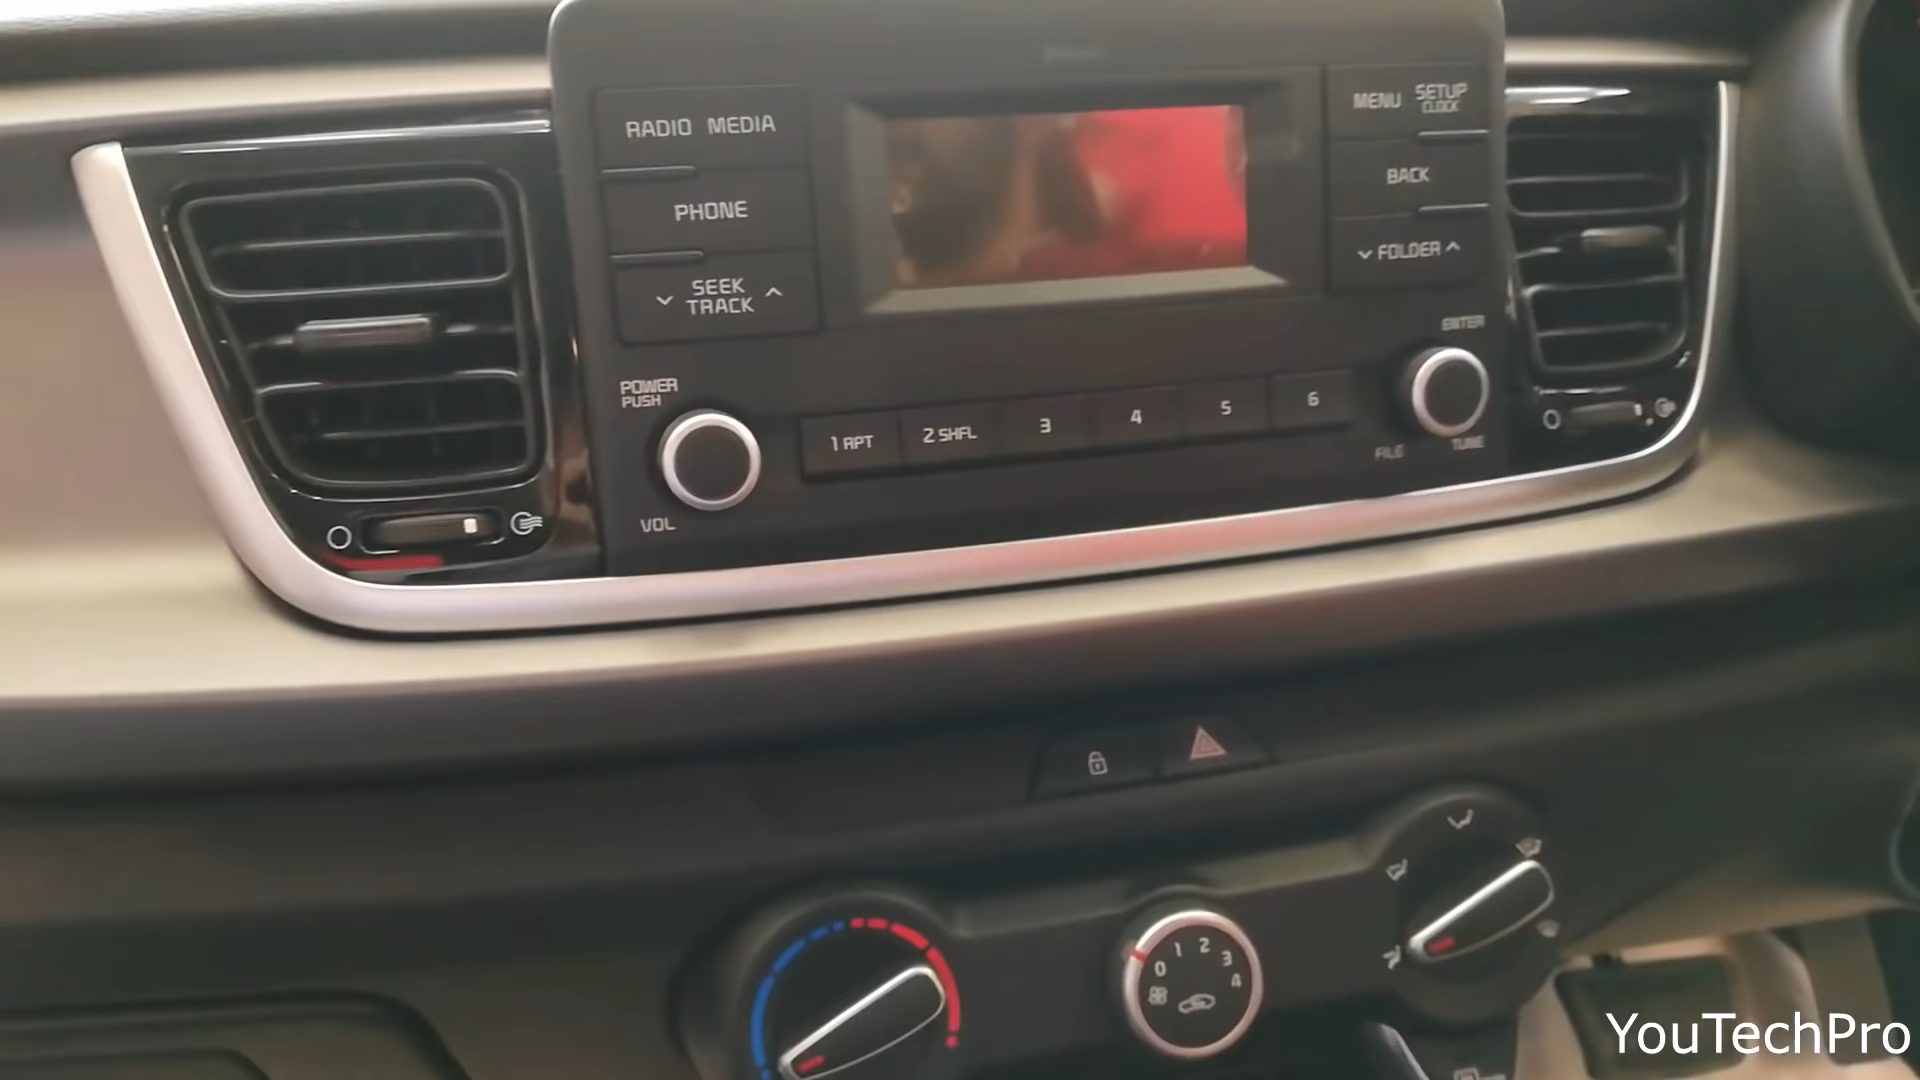 RADIO MEDIA
PHONE
SEEK
TRACK
POWER
PUSH
VOL
1 RPT
2 SHFL
3
4
5
6
MENU
SETUP
CLOCK
BACK
FOLDER
ENTER
FILE
TUNE
0
1
2
3
4
YouTechPro